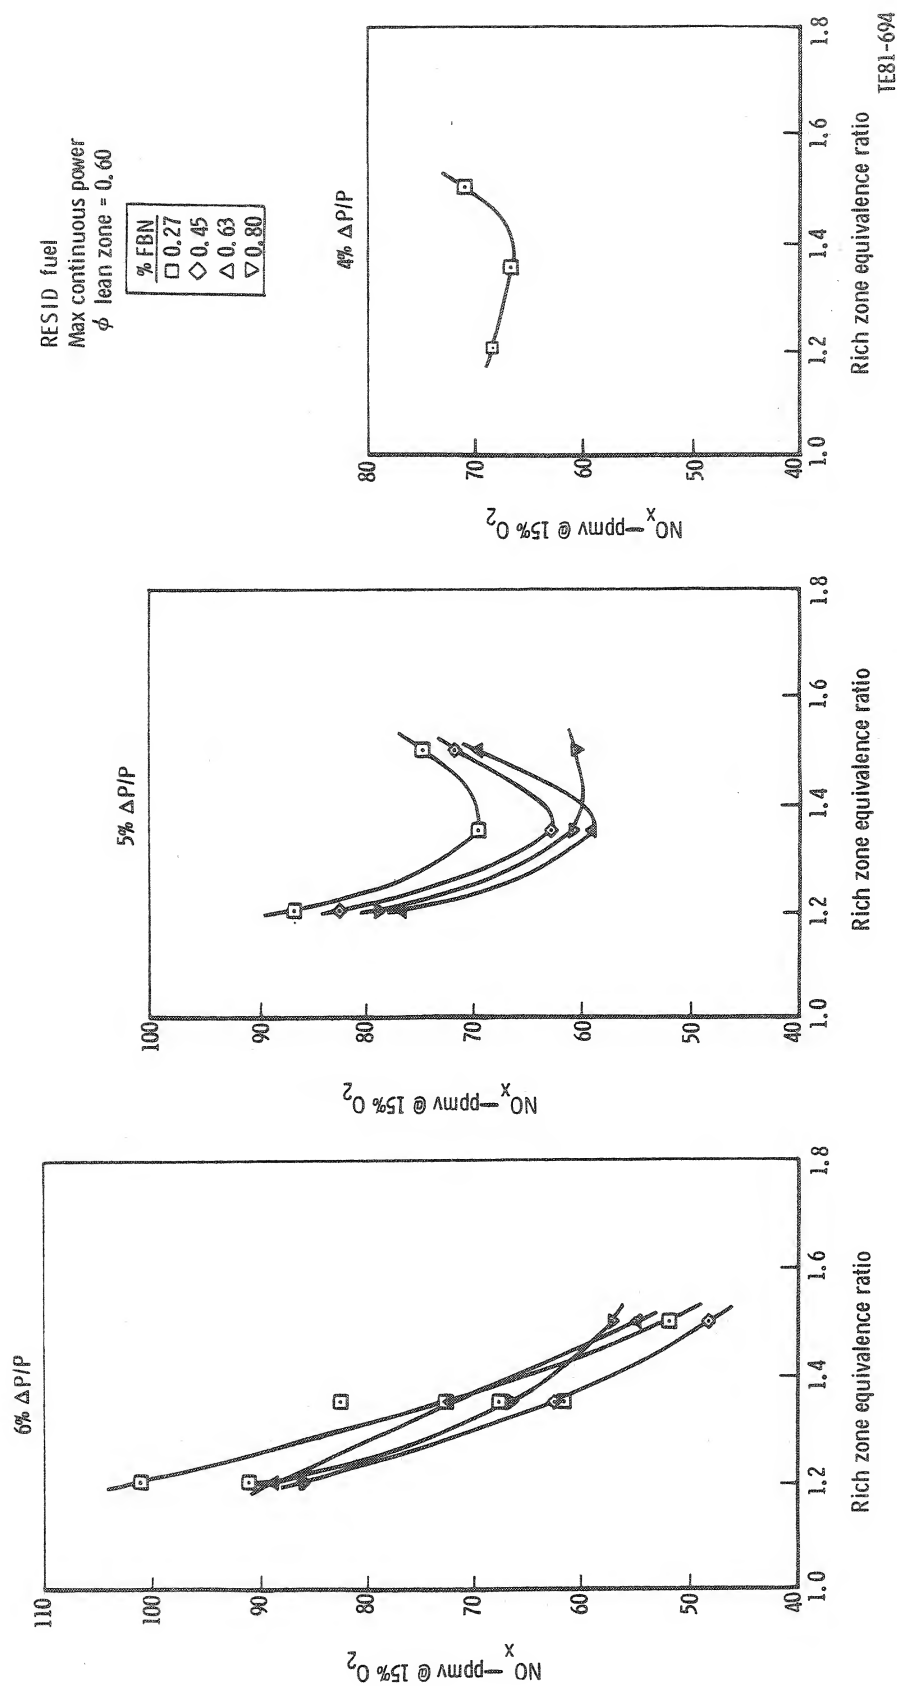 RESID fuel
Max continuous power
ϕ lean zone = 0.60
% FBN
□ 0.27
◇ 0.45
△ 0.63
▽ 0.80
6% ΔP/P
110
100
90
80
70
60
50
40
NOx—ppmv @ 15% O2
1.0 1.2 1.4 1.6 1.8
Rich zone equivalence ratio
5% ΔP/P
100
90
80
70
60
50
40
NOx—ppmv @ 15% O2
1.0 1.2 1.4 1.6 1.8
Rich zone equivalence ratio
4% ΔP/P
80
70
60
50
40
NOx—ppmv @ 15% O2
1.0 1.2 1.4 1.6 1.8
Rich zone equivalence ratio
TE81-694